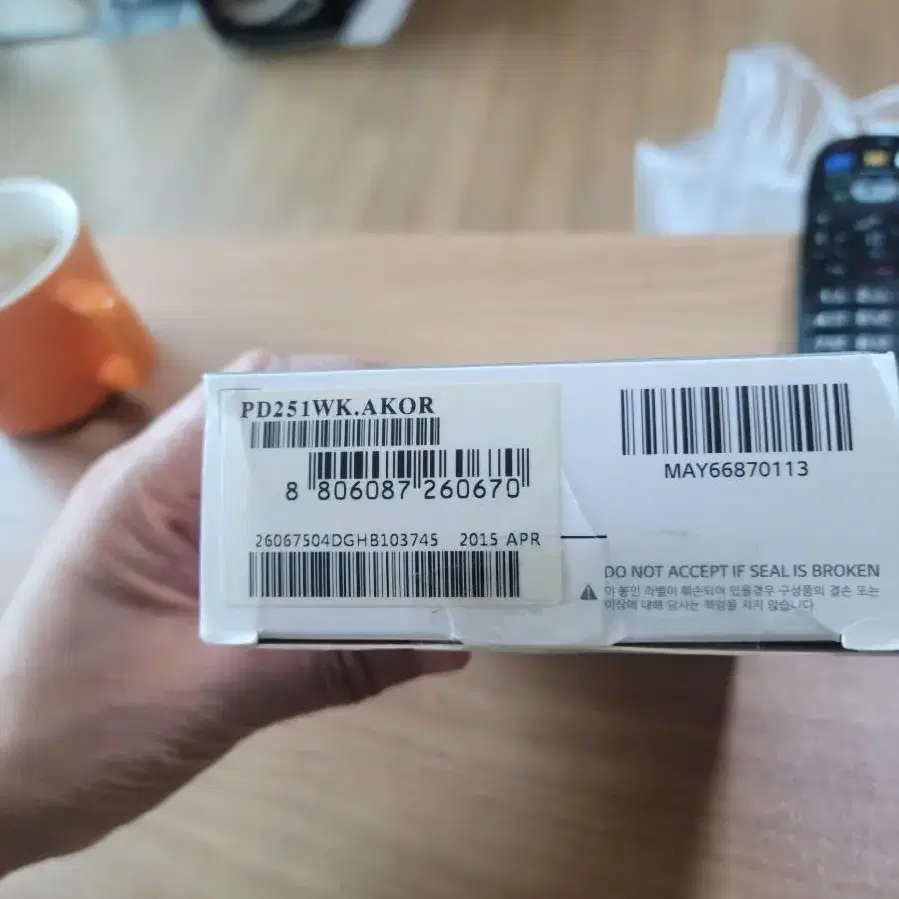 PD251WK.AKOR
8 806087 260670
26067504DGHB103745 2015 APR
MAY66870113
DO NOT ACCEPT IF SEAL IS BROKEN
이 봉인 라벨이 훼손되어 있을경우 구성품의 결손 또는
이상에 대해 당사는 책임을 지지 않습니다.